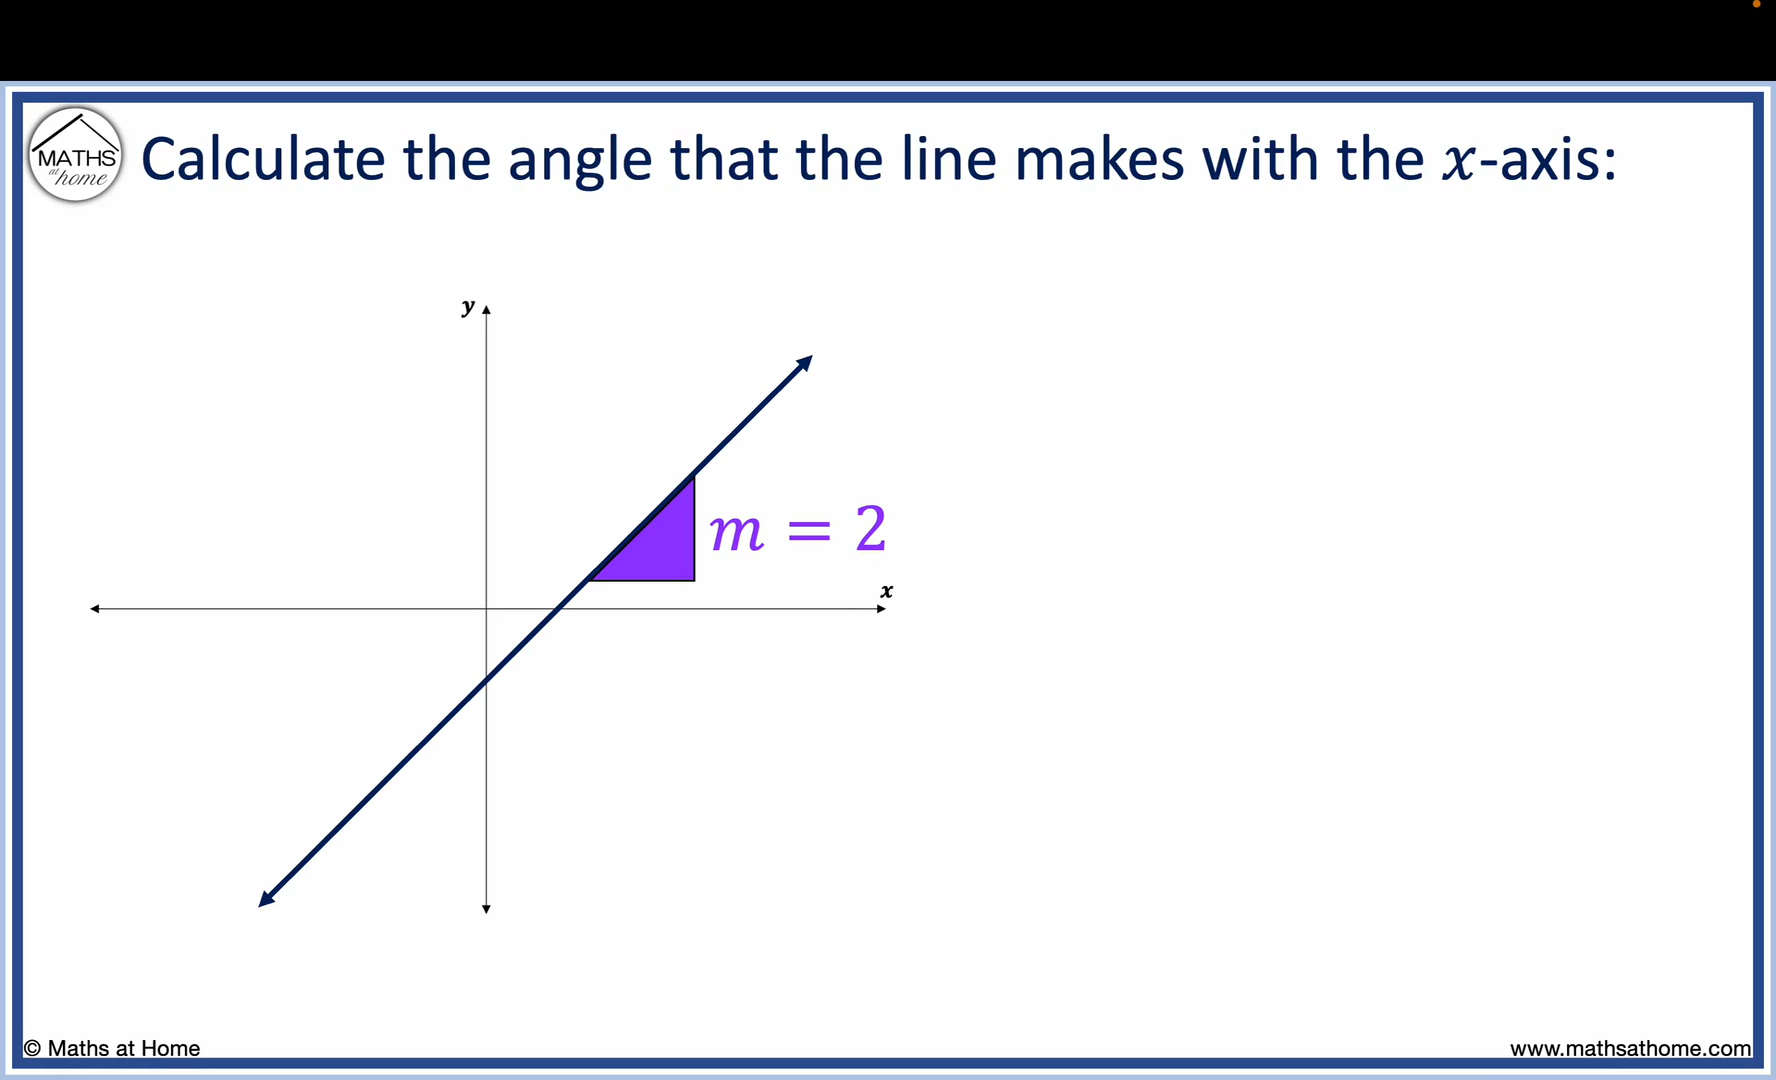 MATHS
at home
Calculate the angle that the line makes with the x-axis:
y
m = 2
x
© Maths at Home
www.mathsathome.com